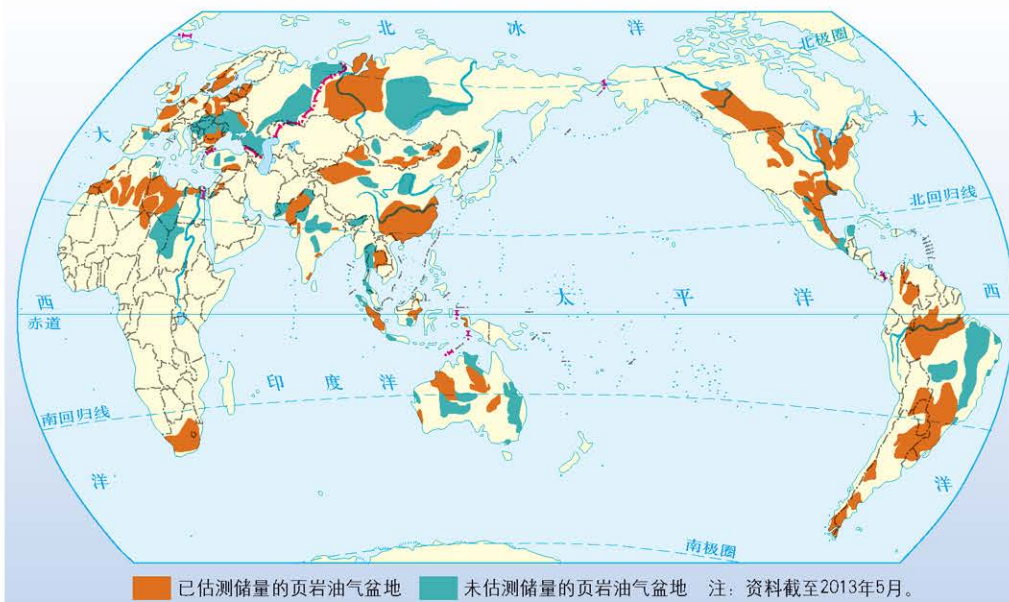 北 冰 洋
北极圈
大
大
北回归线
西
太 平 洋
西
赤道
印 度 洋
南回归线
洋
洋
南极圈
已估测储量的页岩油气盆地 未估测储量的页岩油气盆地 注：资料截至2013年5月。